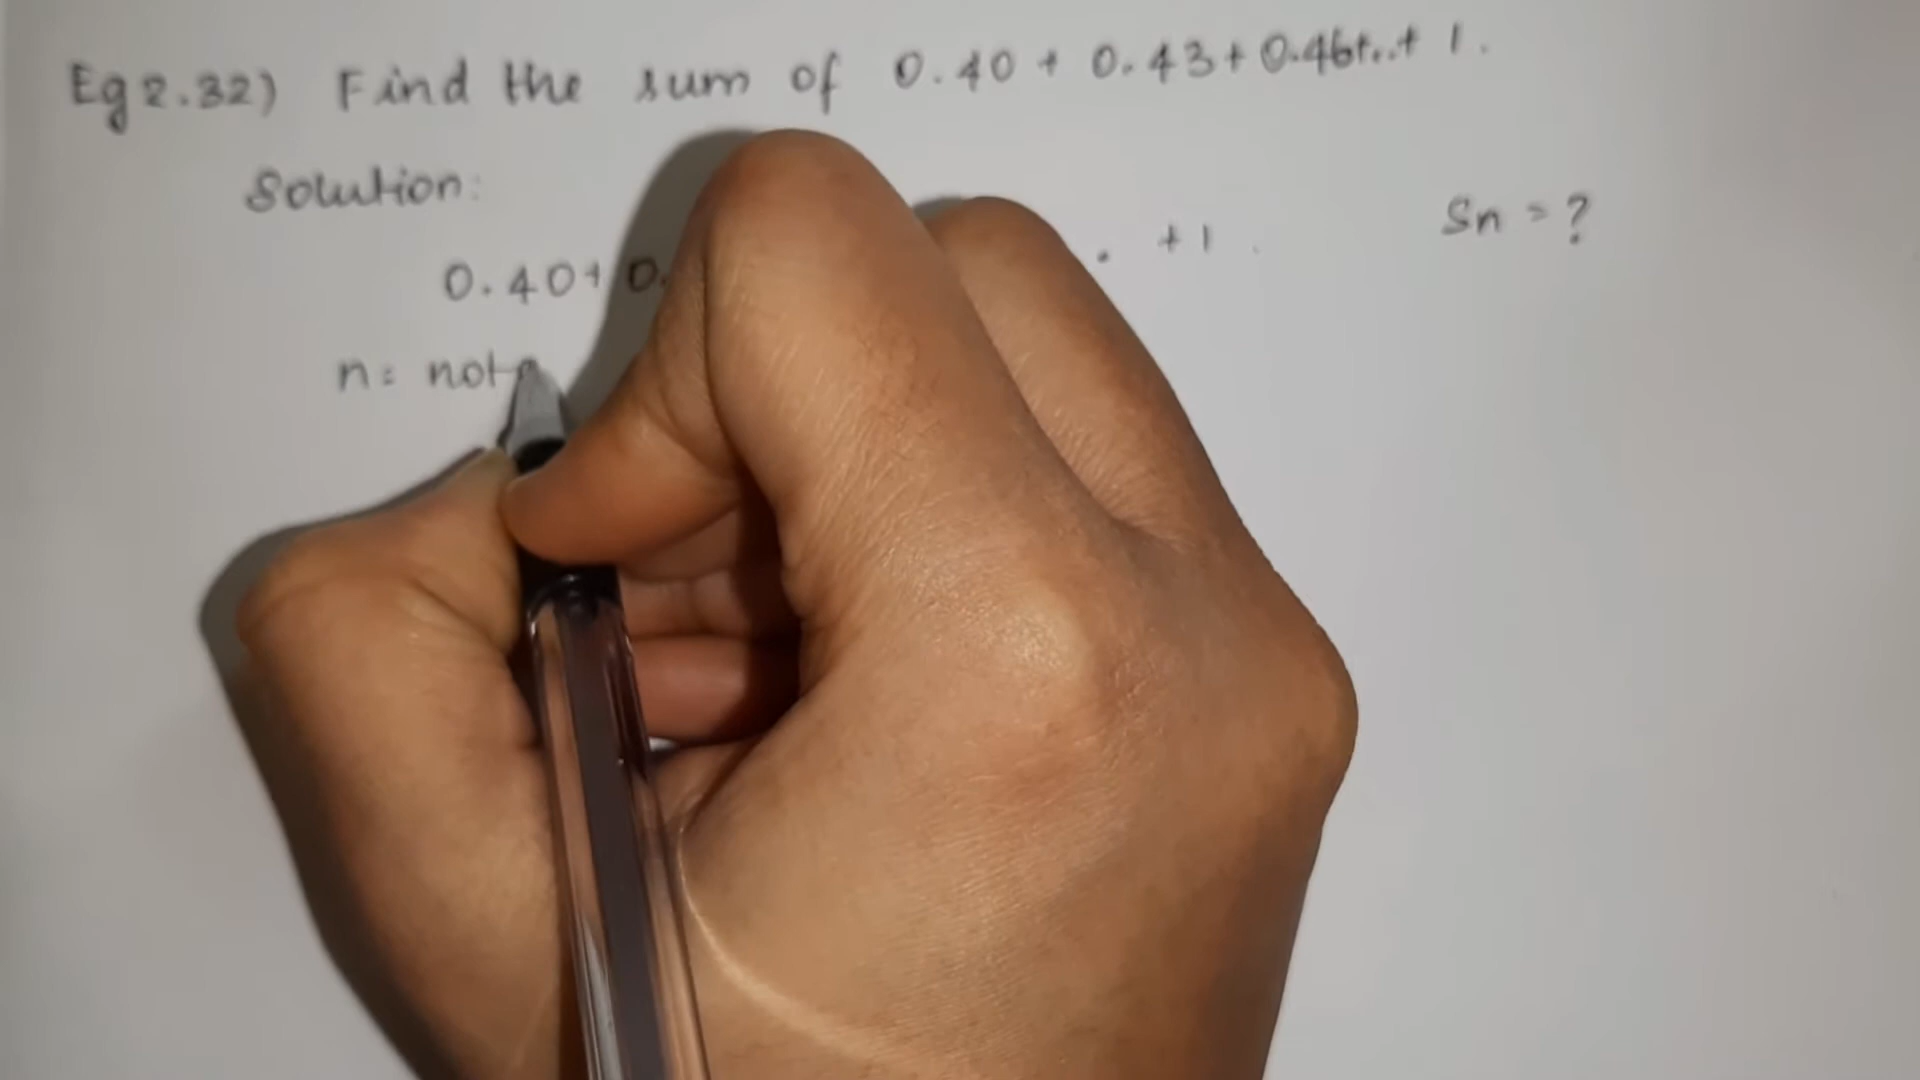 Eg 2.32) Find the sum of 0.40 + 0.43 + 0.46+...+ 1.
Solution:
Sn = ?
0.40+ 0. . +1.
n= not